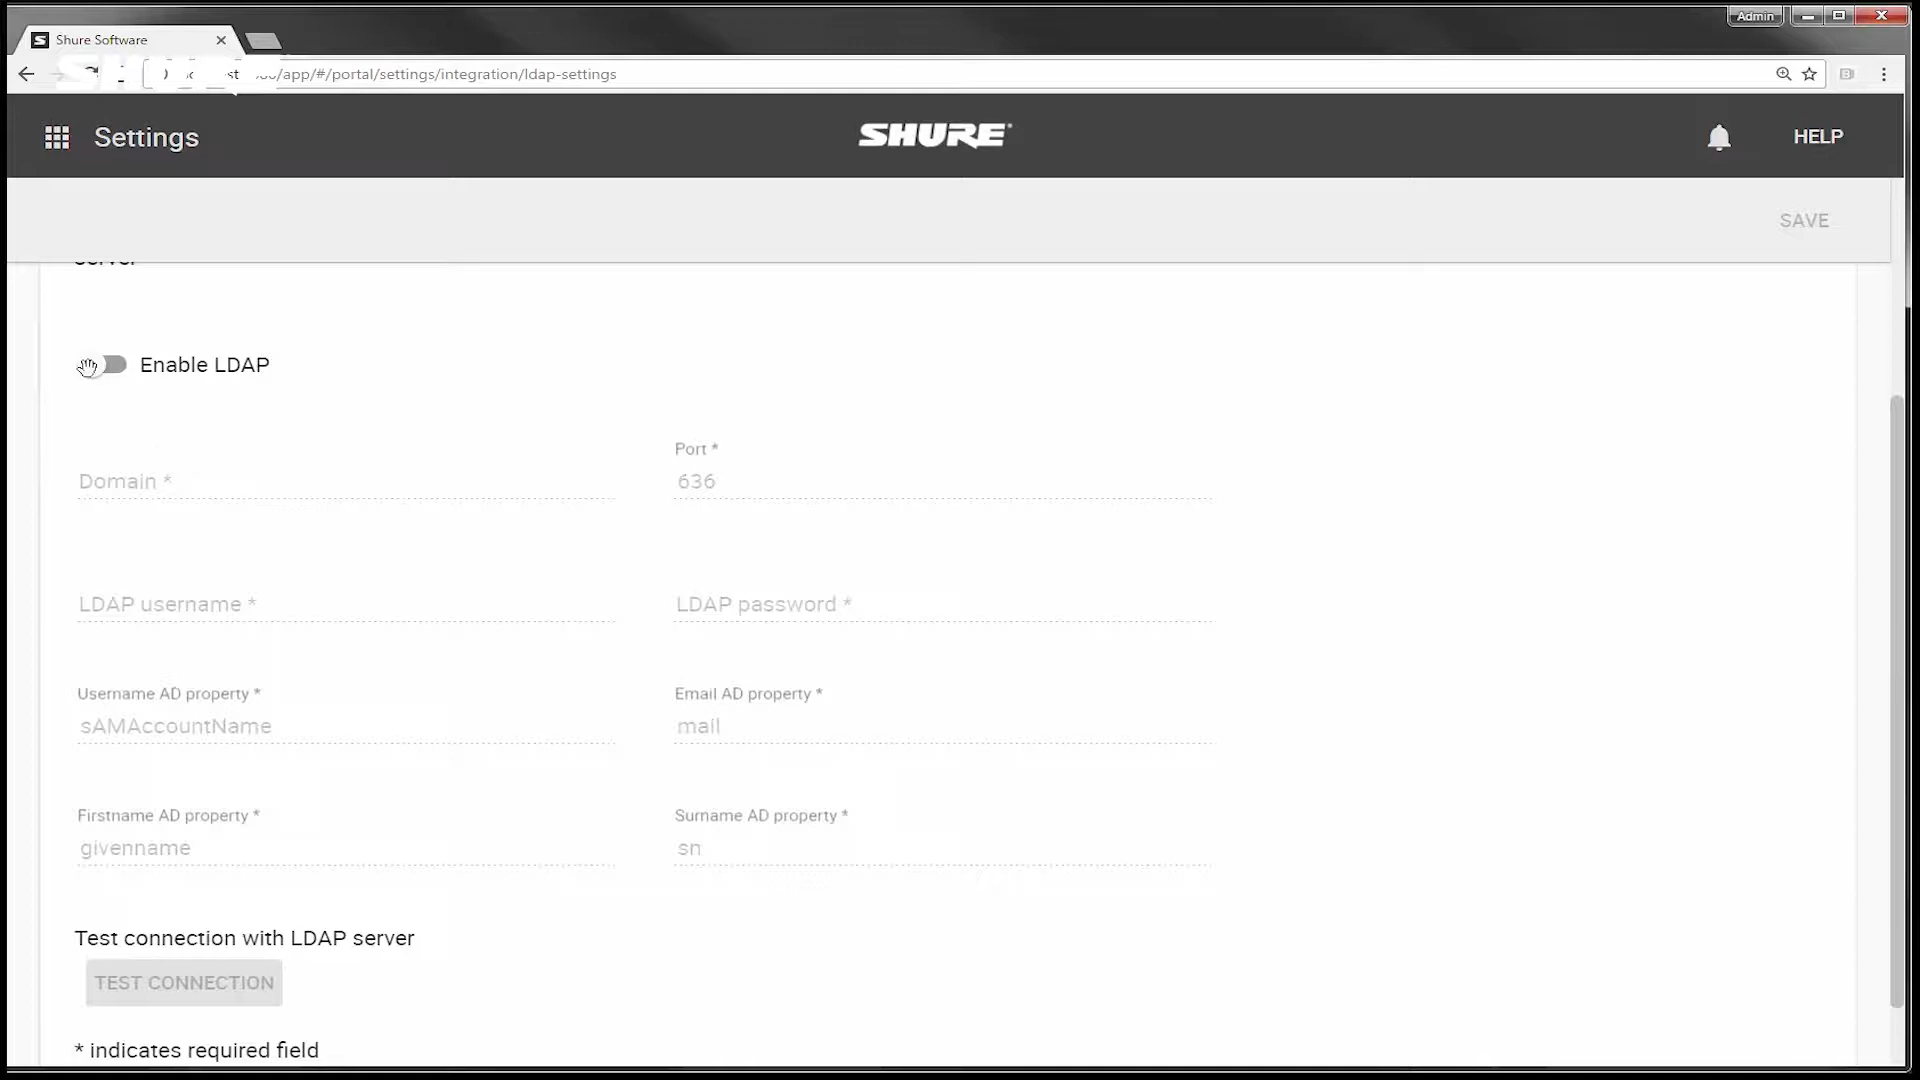 Admin
Shure Software
/app/#/portal/settings/integration/ldap-settings
Settings
SHURE
HELP
SAVE
Enable LDAP
Domain *
Port *
636
LDAP username *
LDAP password *
Username AD property *
sAMAccountName
Email AD property *
mail
Firstname AD property *
givenname
Surname AD property *
sn
Test connection with LDAP server
TEST CONNECTION
* indicates required field